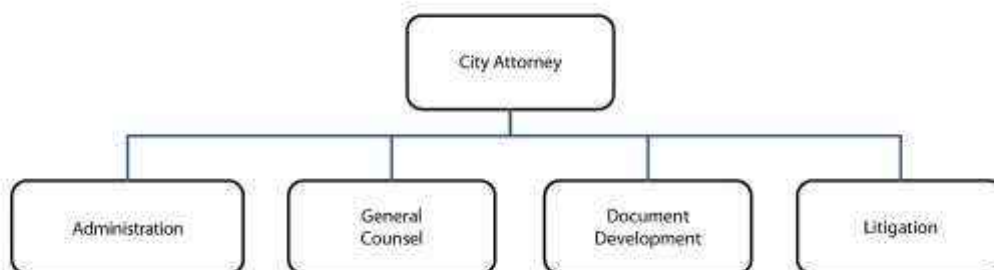 City Attorney
Administration
General
Counsel
Document
Development
Litigation